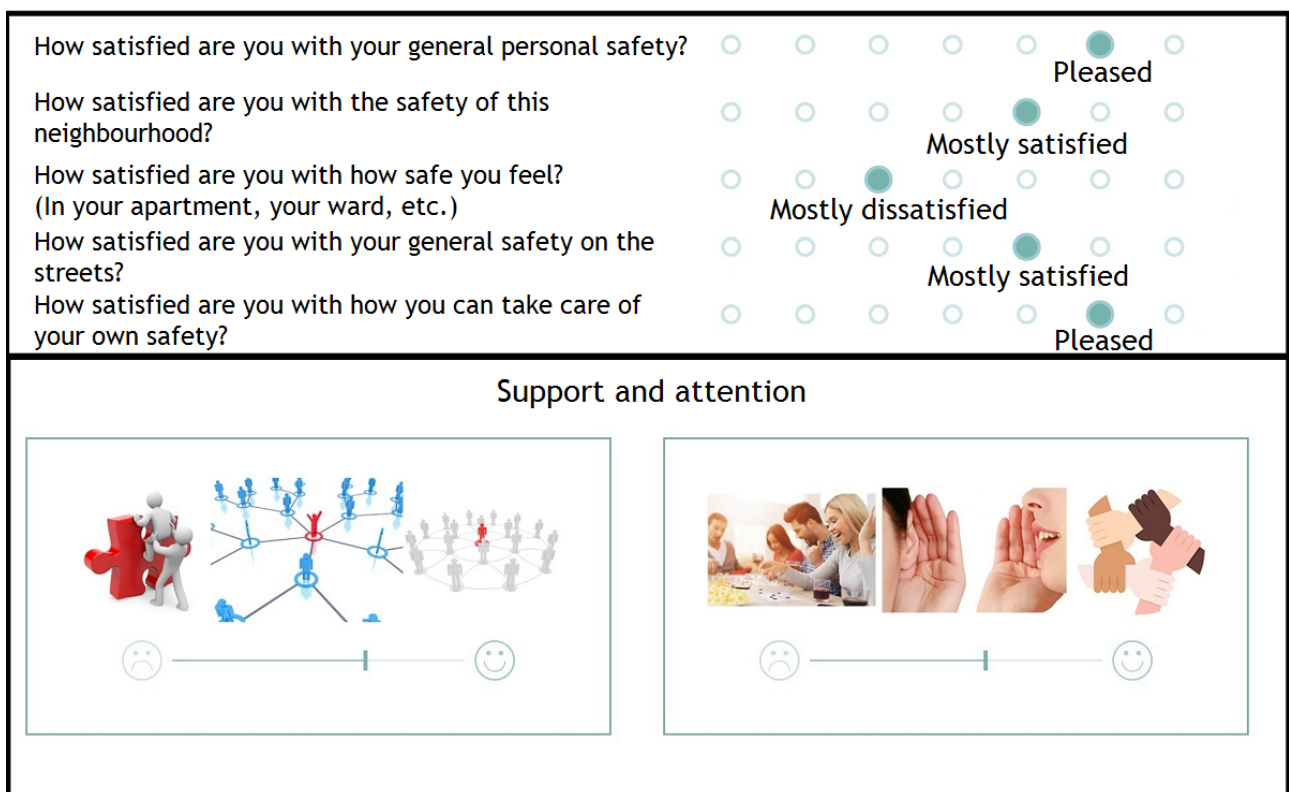 How satisfied are you with your general personal safety?
Pleased
How satisfied are you with the safety of this
neighbourhood?
Mostly satisfied
How satisfied are you with how safe you feel?
(In your apartment, your ward, etc.)
Mostly dissatisfied
How satisfied are you with your general safety on the
streets?
Mostly satisfied
How satisfied are you with how you can take care of
your own safety?
Pleased
Support and attention